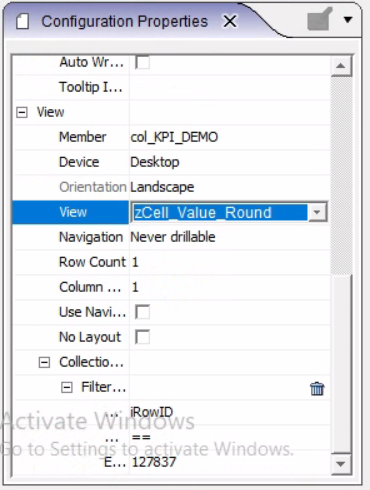 Configuration Properties X
Auto Wr...
Tooltip I...
View
Member col_KPI_DEMO
Device Desktop
Orientation Landscape
View zCell_Value_Round
Navigation Never drillable
Row Count 1
Column ... 1
Use Navi...
No Layout
Collectio...
Filter...
... iRowID
Activate Windows
... ==
Go to Settings to activate Windows.
E... 127837